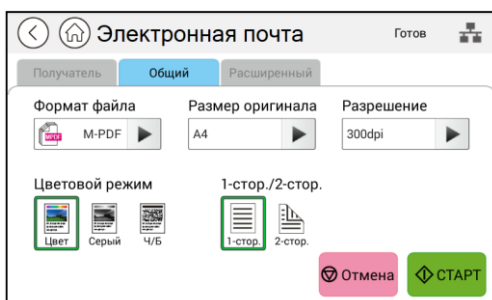 Электронная почта
Готов
Получатель Общий Расширенный
Формат файла Размер оригинала Разрешение
M-PDF A4 300dpi
Цветовой режим 1-стор./2-стор.
Цвет Серый Ч/Б 1-стор. 2-стор.
Отмена СТАРТ